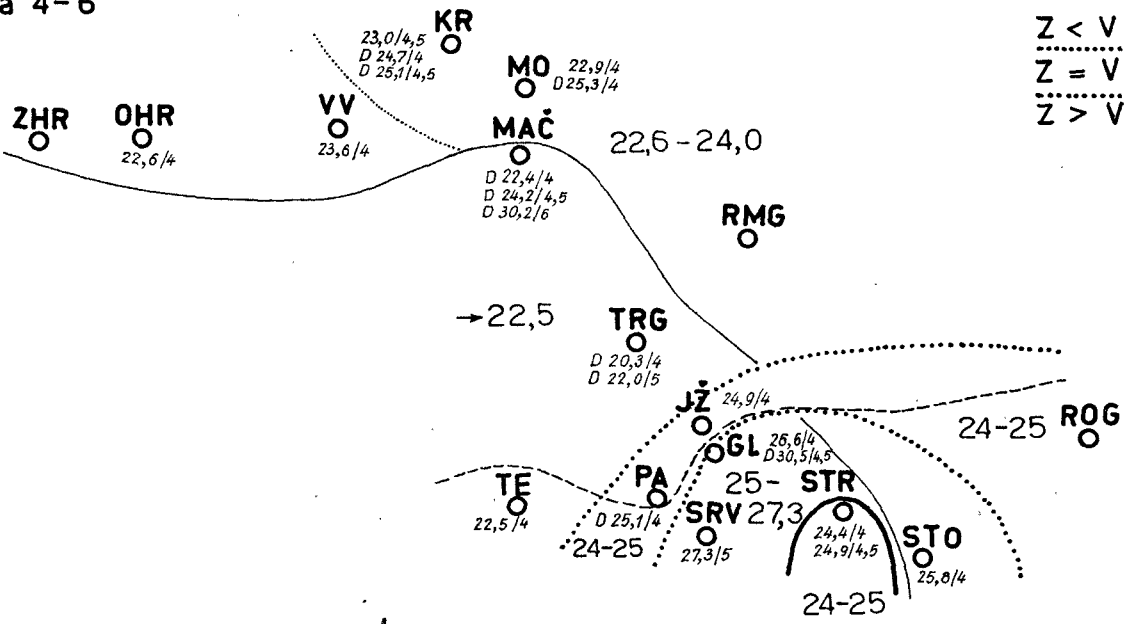 a 4-6
KR
23,0/4,5
D 24,7/4
D 25,1/4,5
MO
22,9/4
D 25,3/4
Z < V
Z = V
Z > V
ZHR
OHR
22,6/4
VV
23,6/4
MAČ
D 22,4/4
D 24,2/4,5
D 30,2/6
22,6-24,0
RMG
→22,5
TRG
D 20,3/4
D 22,0/5
JŽ
24,9/4
GL
26,6/4
D 30,5/4,5
24-25
ROG
TE
22,5/4
PA
D 25,1/4
24-25
25-
27,3
SRV
27,3/5
STR
24,4/4
24,9/4,5
24-25
STO
25,8/4